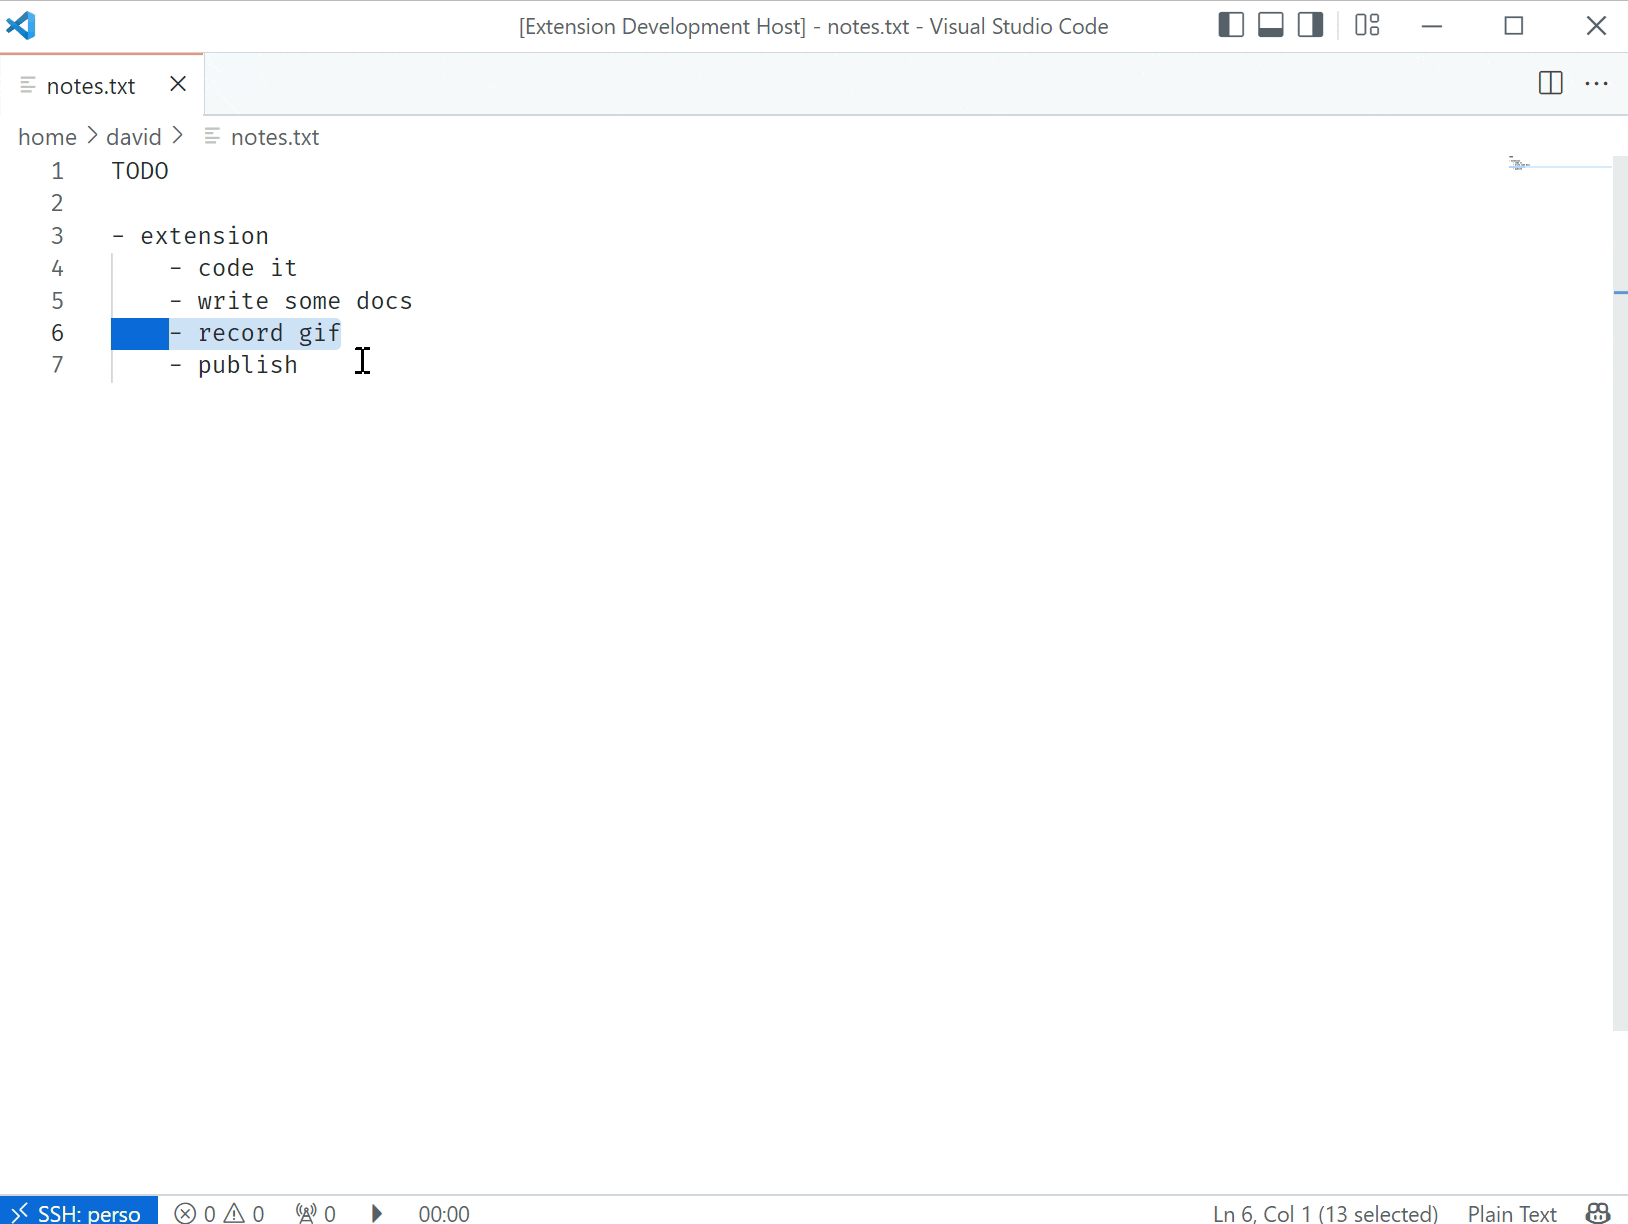 [Extension Development Host] - notes.txt - Visual Studio Code
notes.txt
home > david > notes.txt
1 TODO
2
3 - extension
4 - code it
5 - write some docs
6 - record gif
7 - publish
SSH: perso 0 0 0 00:00 Ln 6, Col 1 (13 selected) Plain Text